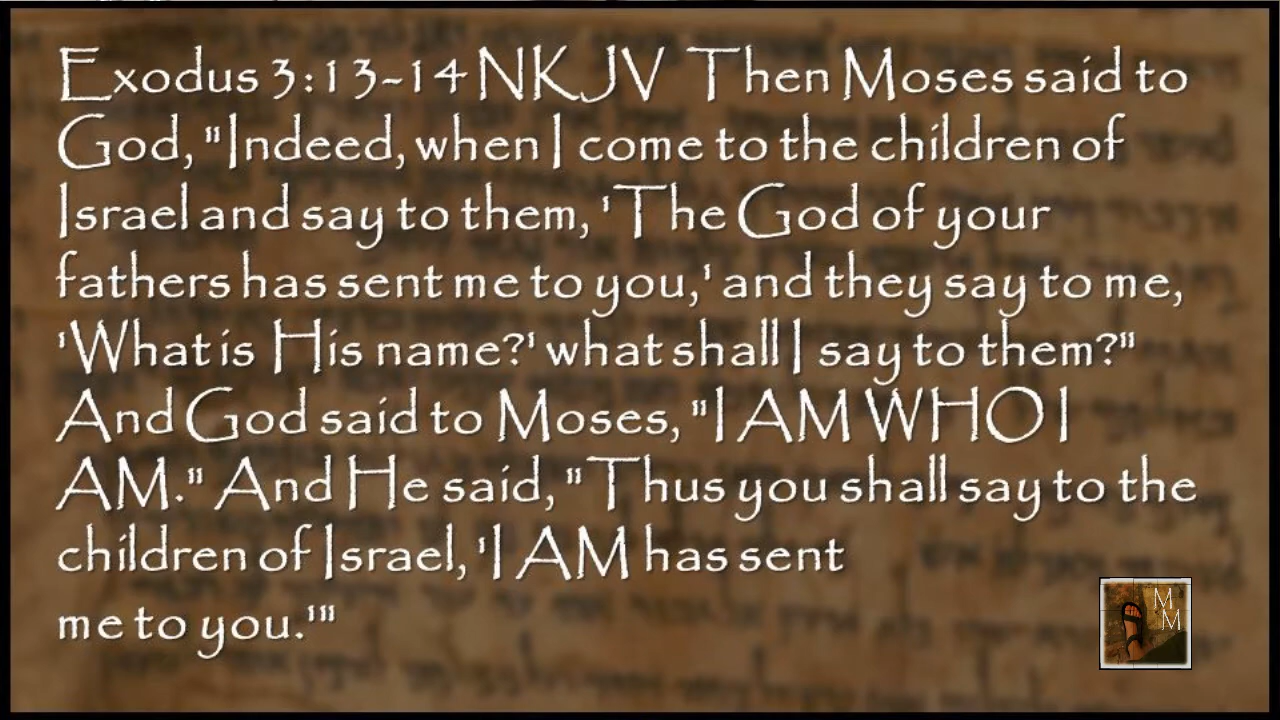 Exodus 3:13-14 NKJV Then Moses said to
God, "Indeed, when I come to the children of
Israel and say to them, 'The God of your
fathers has sent me to you,' and they say to me,
'What is His name?' what shall I say to them?"
And God said to Moses, "I AM WHO I
AM." And He said, "Thus you shall say to the
children of Israel, 'I AM has sent
me to you.'"
M
M